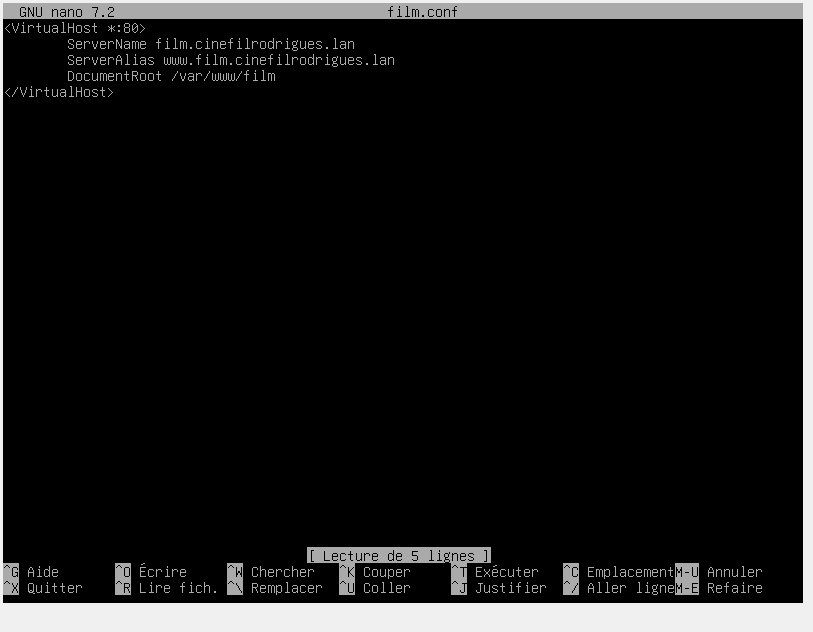 GNU nano 7.2 film.conf
<VirtualHost *:80>
ServerName film.cinefilrodrigues.lan
ServerAlias www.film.cinefilrodrigues.lan
DocumentRoot /var/www/film
</VirtualHost>
[ Lecture de 5 lignes ]
^G Aide ^O Écrire ^W Chercher ^K Couper ^T Exécuter ^C Emplacement M-U Annuler
^X Quitter ^R Lire fich. ^\ Remplacer ^U Coller ^J Justifier ^/ Aller ligne M-E Refaire